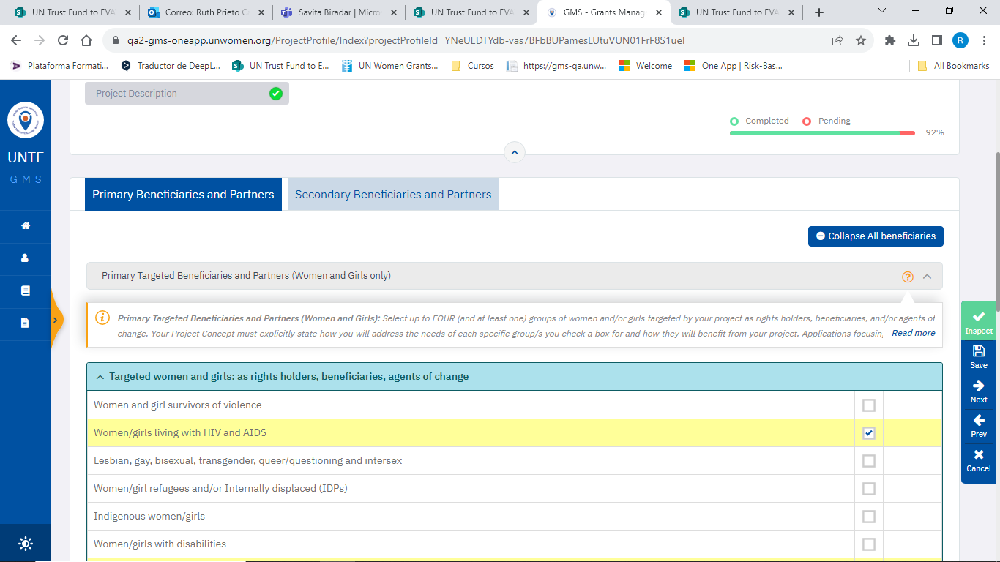 UN Trust Fund to EVA
Correo: Ruth Prieto C
Savita Biradar | Micro
UN Trust Fund to EVA
GMS - Grants Manag
UN Trust Fund to EVA
qa2-gms-oneapp.unwomen.org/ProjectProfile/Index?projectProfileId=YNeUEDTYdb-vas7BFbBUPamesLUtuVUN01FrF8S1ueI
R
Plataforma Formati...
Traductor de DeepL...
UN Trust Fund to E...
UN Women Grants...
Cursos
https://gms-qa.unw...
Welcome
One App | Risk-Bas...
All Bookmarks
UNTF
GMS
Project Description
Completed
Pending
92%
Primary Beneficiaries and Partners
Secondary Beneficiaries and Partners
Collapse All beneficiaries
Primary Targeted Beneficiaries and Partners (Women and Girls only)
Primary Targeted Beneficiaries and Partners (Women and Girls): Select up to FOUR (and at least one) groups of women and/or girls targeted by your project as rights holders, beneficiaries, and/or agents of
change. Your Project Concept must explicitly state how you will address the needs of each specific group/s you check a box for and how they will benefit from your project. Applications focusin
Read more
Targeted women and girls: as rights holders, beneficiaries, agents of change
Women and girl survivors of violence
Women/girls living with HIV and AIDS
Lesbian, gay, bisexual, transgender, queer/questioning and intersex
Women/girl refugees and/or Internally displaced (IDPs)
Indigenous women/girls
Women/girls with disabilities
Inspect
Save
Next
Prev
Cancel